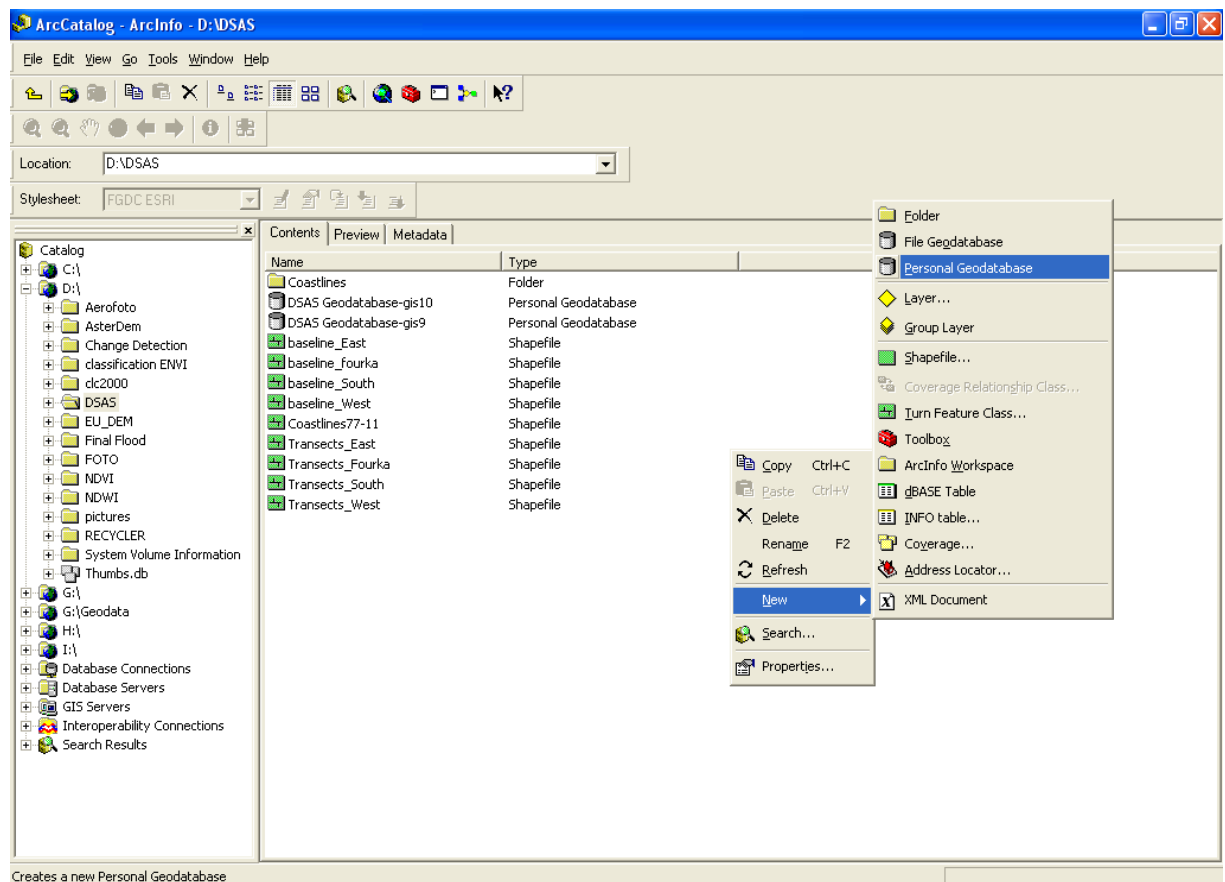 ArcCatalog - ArcInfo - D:\DSAS
File Edit View Go Tools Window Help
Location: D:\DSAS
Stylesheet: FGDC ESRI
Contents Preview Metadata
Name Type
Catalog
C:\
D:\
Aerofoto
AsterDem
Change Detection
classification ENVI
clc2000
DSAS
EU_DEM
Final Flood
FOTO
NDVI
NDWI
pictures
RECYCLER
System Volume Information
Thumbs.db
G:\
G:\Geodata
H:\
I:\
Database Connections
Database Servers
GIS Servers
Interoperability Connections
Search Results
Coastlines Folder
DSAS Geodatabase-gis10 Personal Geodatabase
DSAS Geodatabase-gis9 Personal Geodatabase
baseline_East Shapefile
baseline_fourka Shapefile
baseline_South Shapefile
baseline_West Shapefile
Coastlines77-11 Shapefile
Transects_East Shapefile
Transects_Fourka Shapefile
Transects_South Shapefile
Transects_West Shapefile
Copy Ctrl+C
Paste Ctrl+V
Delete
Rename F2
Refresh
New
Search...
Properties...
Folder
File Geodatabase
Personal Geodatabase
Layer...
Group Layer
Shapefile...
Coverage Relationship Class...
Turn Feature Class...
Toolbox
ArcInfo Workspace
dBASE Table
INFO table...
Coverage...
Address Locator...
XML Document
Creates a new Personal Geodatabase